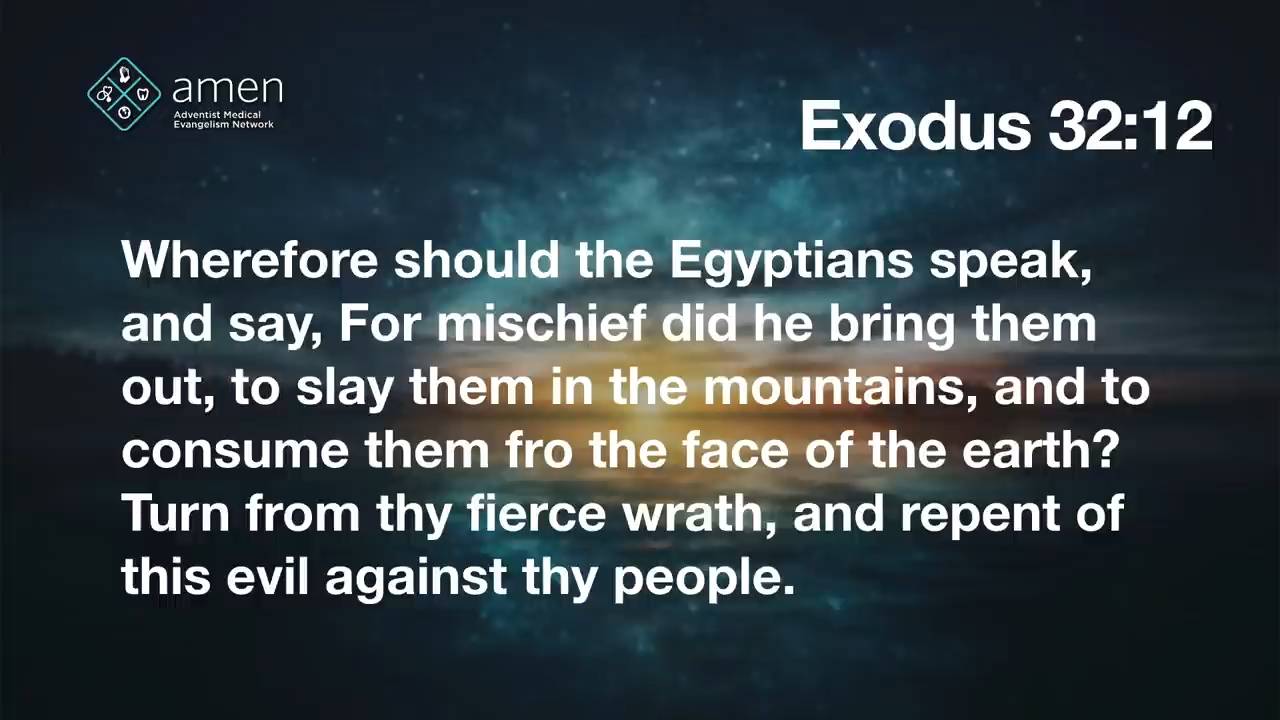 amen
Adventist Medical
Evangelism Network
Exodus 32:12
Wherefore should the Egyptians speak,
and say, For mischief did he bring them
out, to slay them in the mountains, and to
consume them fro the face of the earth?
Turn from thy fierce wrath, and repent of
this evil against thy people.